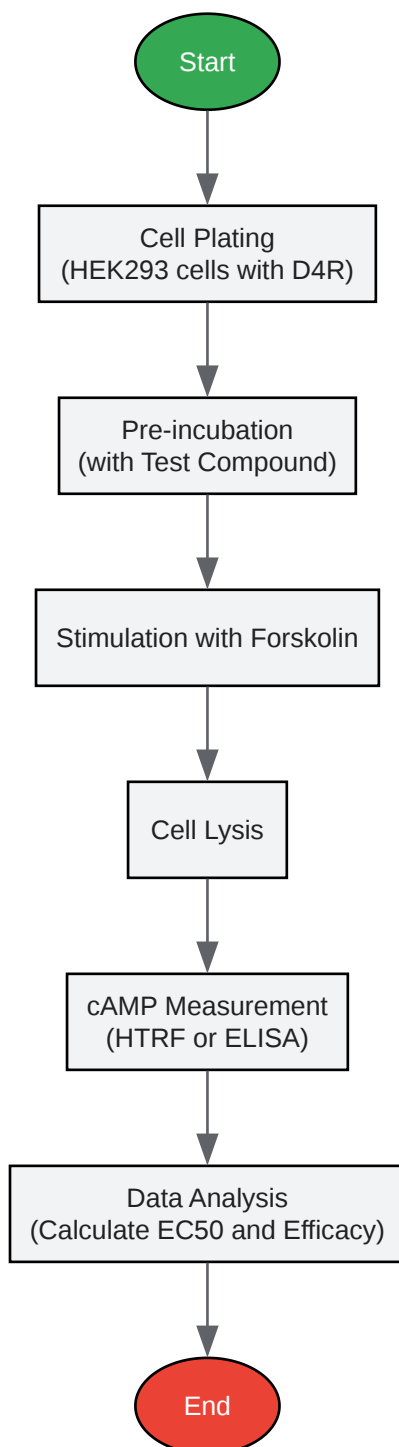 Start
Cell Plating
(HEK293 cells with D4R)
Pre-incubation
(with Test Compound)
Stimulation with Forskolin
Cell Lysis
cAMP Measurement
(HTRF or ELISA)
Data Analysis
(Calculate EC50 and Efficacy)
End